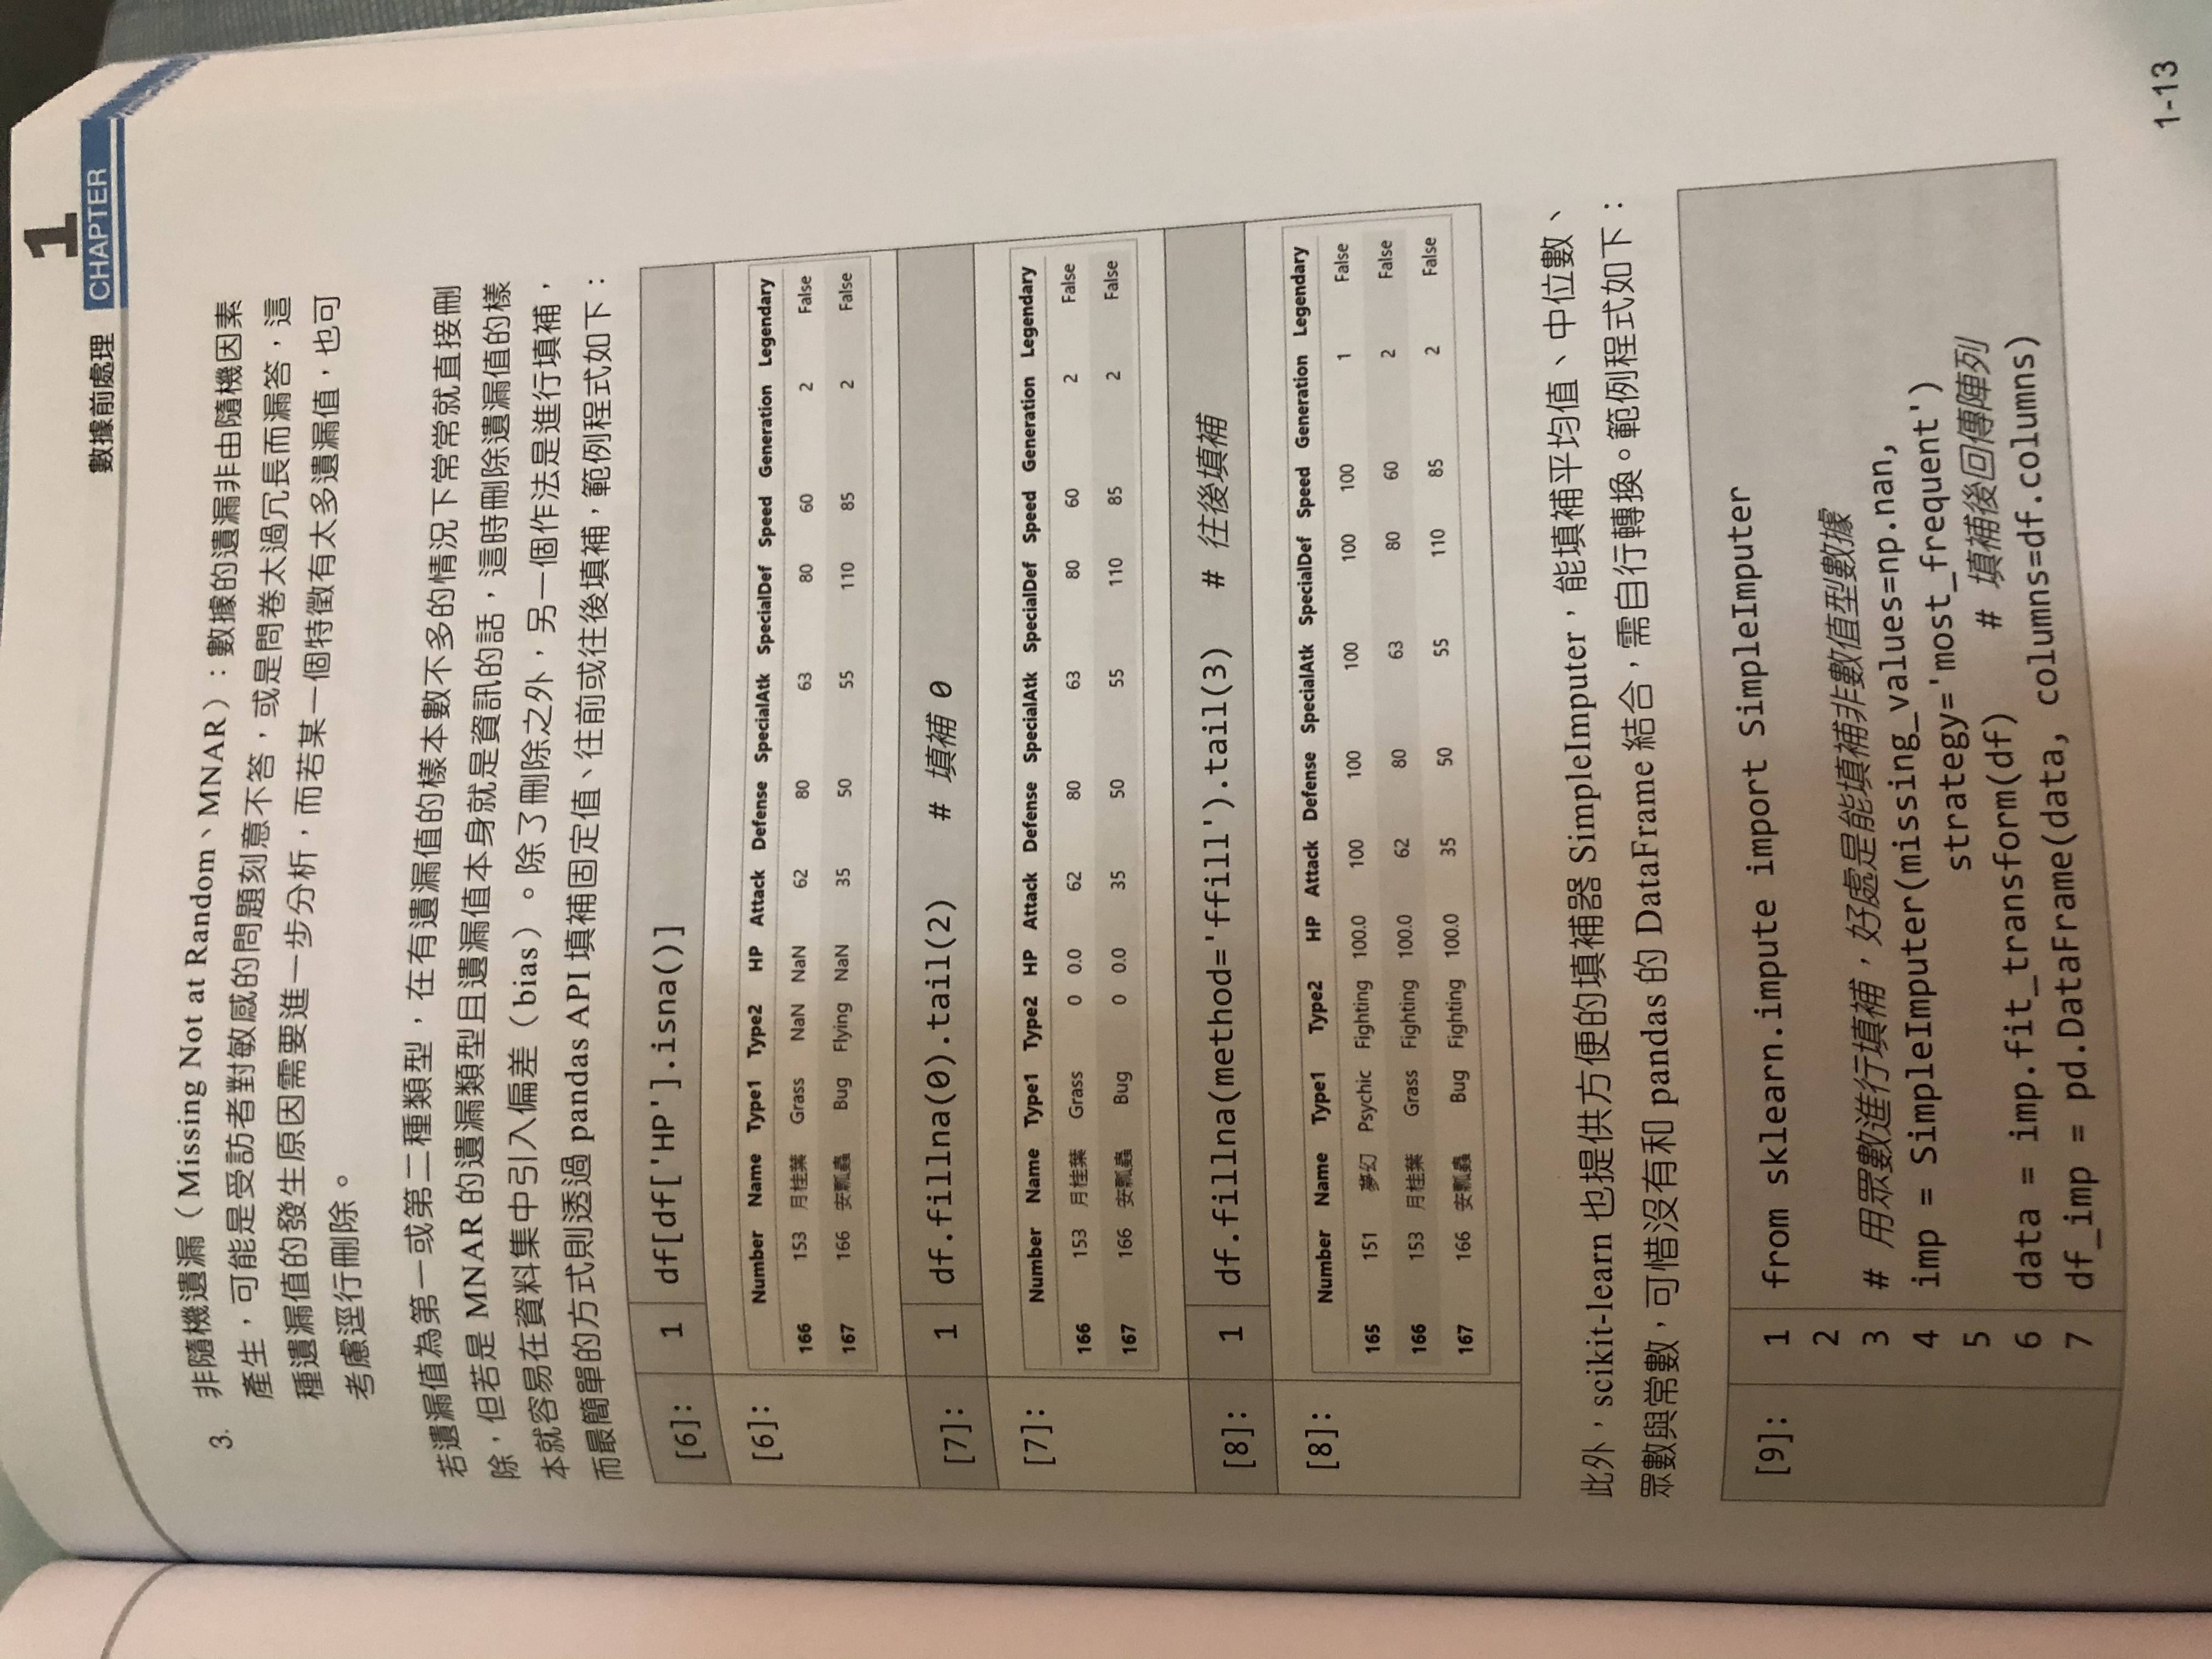 1
數據前處理 CHAPTER
3. 非隨機遺漏（Missing Not at Random、MNAR）：數據的遺漏非由隨機因素
產生，可能是受訪者對敏感的問題刻意不答，或是問卷太過冗長而漏答，這
種遺漏值的發生原因需要進一步分析，而若某一個特徵有太多遺漏值，也可
考慮逕行刪除。
若遺漏值為第一或第二種類型，在有遺漏值的樣本數不多的情況下常常就直接刪
除，但若是 MNAR 的遺漏類型且遺漏值本身就是資訊的話，這時刪除遺漏值的樣
本就容易在資料集中引入偏差（bias）。除了刪除之外，另一個作法是進行填補，
而最簡單的方式則透過 pandas API 填補固定值、往前或往後填補，範例程式如下：
[6]: 1 df[df['HP'].isna()]
[6]: Number Name Type1 Type2 HP Attack Defense SpecialAtk SpecialDef Speed Generation Legendary
166 153 月桂葉 Grass NaN NaN 62 80 63 80 60 2 False
167 166 安瓢蟲 Bug Flying NaN 35 50 55 110 85 2 False
[7]: 1 df.fillna(0).tail(2) # 填補 0
[7]: Number Name Type1 Type2 HP Attack Defense SpecialAtk SpecialDef Speed Generation Legendary
166 153 月桂葉 Grass 0 0.0 62 80 63 80 60 2 False
167 166 安瓢蟲 Bug 0 0.0 35 50 55 110 85 2 False
[8]: 1 df.fillna(method='ffill').tail(3) # 往後填補
[8]: Number Name Type1 Type2 HP Attack Defense SpecialAtk SpecialDef Speed Generation Legendary
165 151 夢幻 Psychic Fighting 100.0 100 100 100 100 100 1 False
166 153 月桂葉 Grass Fighting 100.0 62 80 63 80 60 2 False
167 166 安瓢蟲 Bug Fighting 100.0 35 50 55 110 85 2 False
此外，scikit-learn 也提供方便的填補器 SimpleImputer，能填補平均值、中位數、
眾數與常數，可惜沒有和 pandas 的 DataFrame 結合，需自行轉換。範例程式如下：
[9]: 1 from sklearn.impute import SimpleImputer
2
3 # 用眾數進行填補，好處是能填補非數值型數據
4 imp = SimpleImputer(missing_values=np.nan,
5 strategy='most_frequent')
6 data = imp.fit_transform(df) # 填補後回傳陣列
7 df_imp = pd.DataFrame(data, columns=df.columns)
1-13